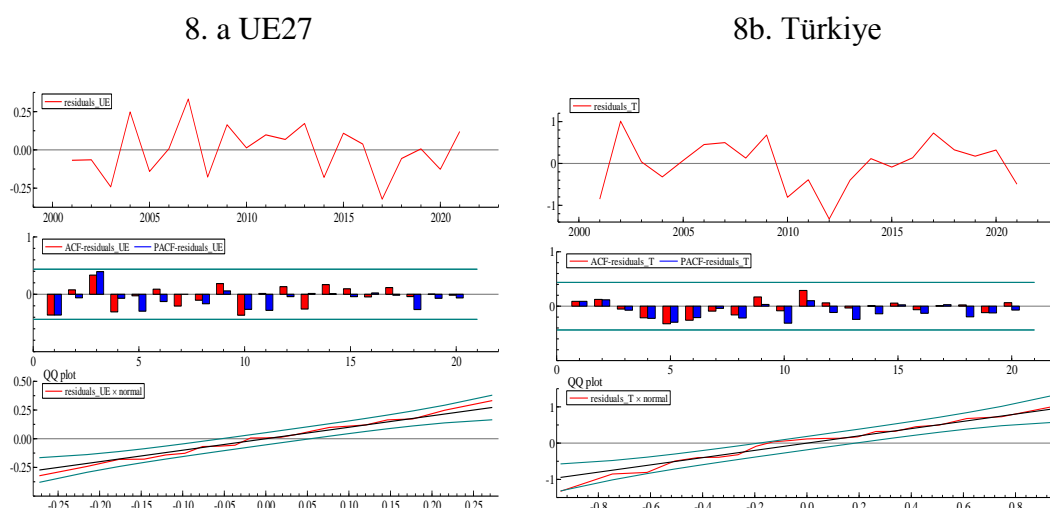 8. a UE27
8b. Türkiye
residuals_UE
0.25
0.00
-0.25
2000 2005 2010 2015 2020
ACF-residuals_UE PACF-residuals_UE
1
0
0 5 10 15 20
QQ plot
0.50
residuals_UE × normal
0.25
0.00
-0.25
-0.25 -0.20 -0.15 -0.10 -0.05 0.00 0.05 0.10 0.15 0.20 0.25
residuals_T
1
0
-1
2000 2005 2010 2015 2020
1
ACF-residuals_T PACF-residuals_T
0
0 5 10 15 20
QQ plot
residuals_T × normal
1
0
-1
-0.8 -0.6 -0.4 -0.2 0.0 0.2 0.4 0.6 0.8